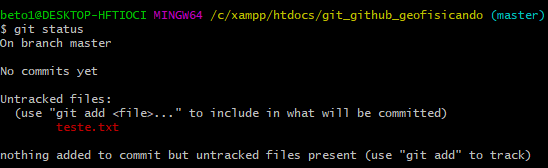 beto1@DESKTOP-HFTIOCI MINGW64 /c/xampp/htdocs/git_github_geofisicando (master)
$ git status
On branch master
No commits yet
Untracked files:
(use "git add <file>..." to include in what will be committed)
teste.txt
nothing added to commit but untracked files present (use "git add" to track)